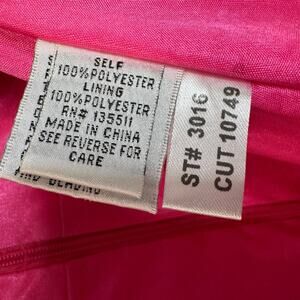 SELF
100%POLYESTER
LINING
100%POLYESTER
RN# 135511
MADE IN CHINA
SEE REVERSE FOR
CARE
ST# 3016
CUT 10749